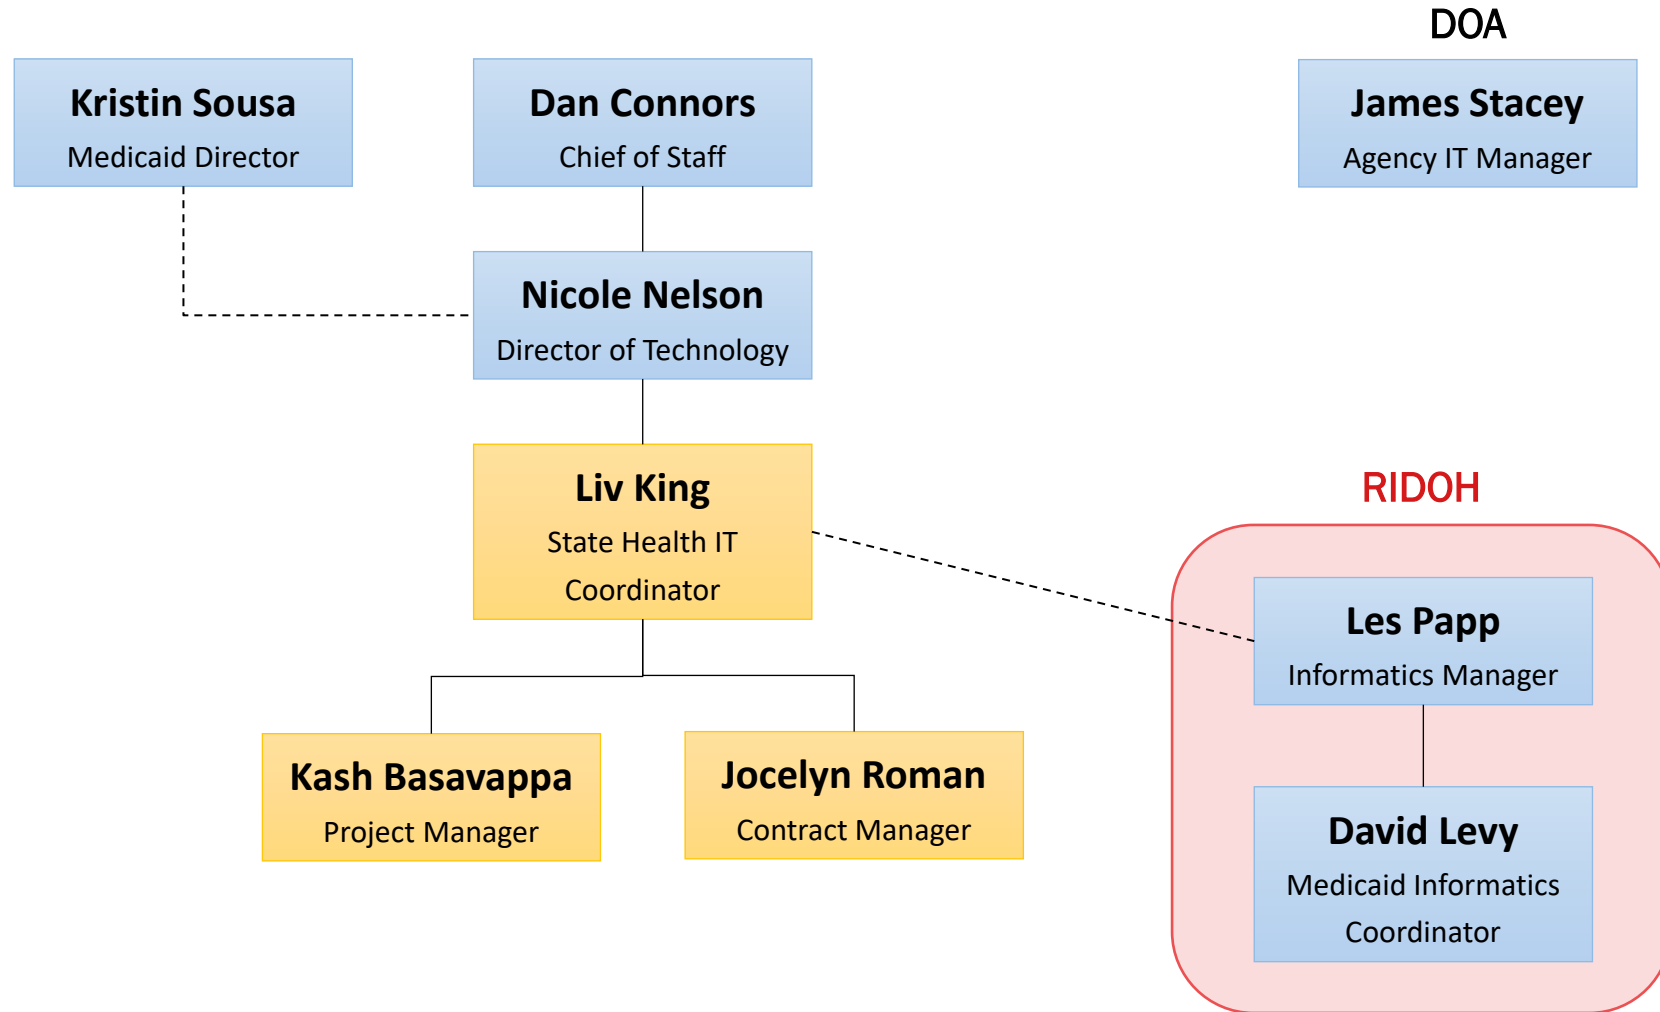 DOA
Kristin Sousa
Medicaid Director
Dan Connors
Chief of Staff
James Stacey
Agency IT Manager
Nicole Nelson
Director of Technology
Liv King
State Health IT
Coordinator
RIDOH
Les Papp
Informatics Manager
Kash Basavappa
Project Manager
Jocelyn Roman
Contract Manager
David Levy
Medicaid Informatics
Coordinator